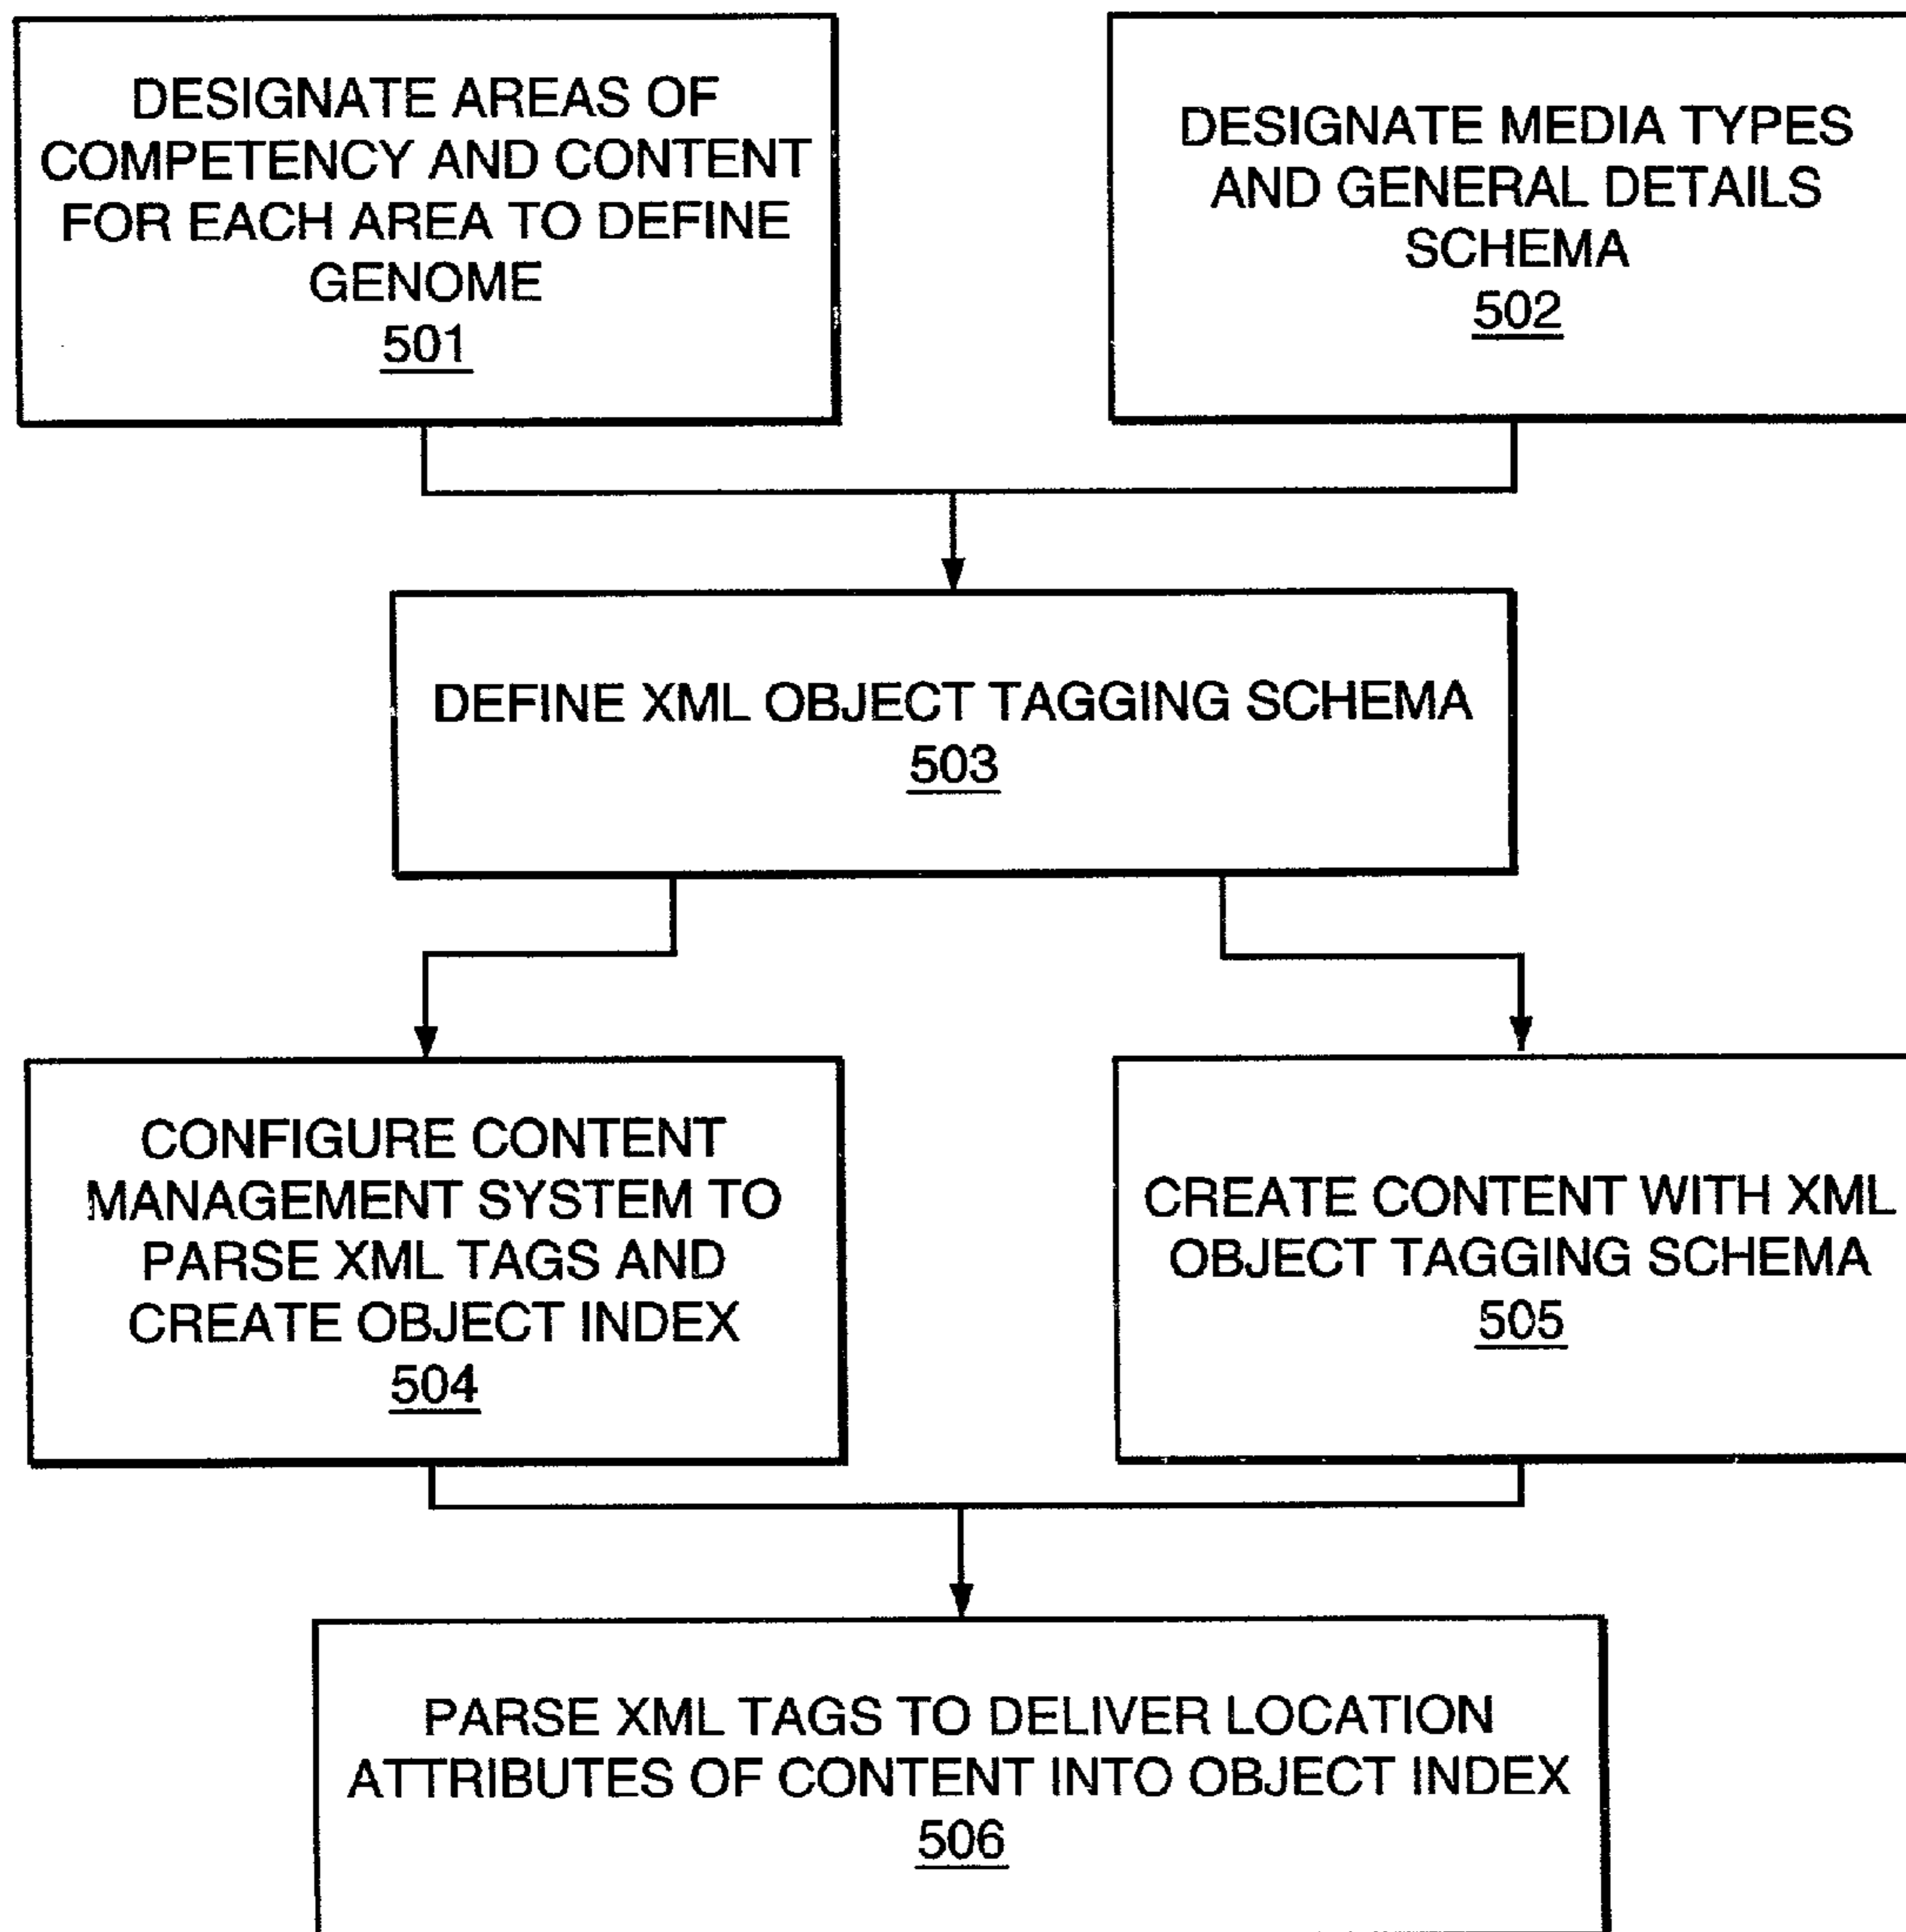 DESIGNATE AREAS OF
COMPETENCY AND CONTENT
FOR EACH AREA TO DEFINE
GENOME
501
DESIGNATE MEDIA TYPES
AND GENERAL DETAILS
SCHEMA
502
DEFINE XML OBJECT TAGGING SCHEMA
503
CONFIGURE CONTENT
MANAGEMENT SYSTEM TO
PARSE XML TAGS AND
CREATE OBJECT INDEX
504
CREATE CONTENT WITH XML
OBJECT TAGGING SCHEMA
505
PARSE XML TAGS TO DELIVER LOCATION
ATTRIBUTES OF CONTENT INTO OBJECT INDEX
506